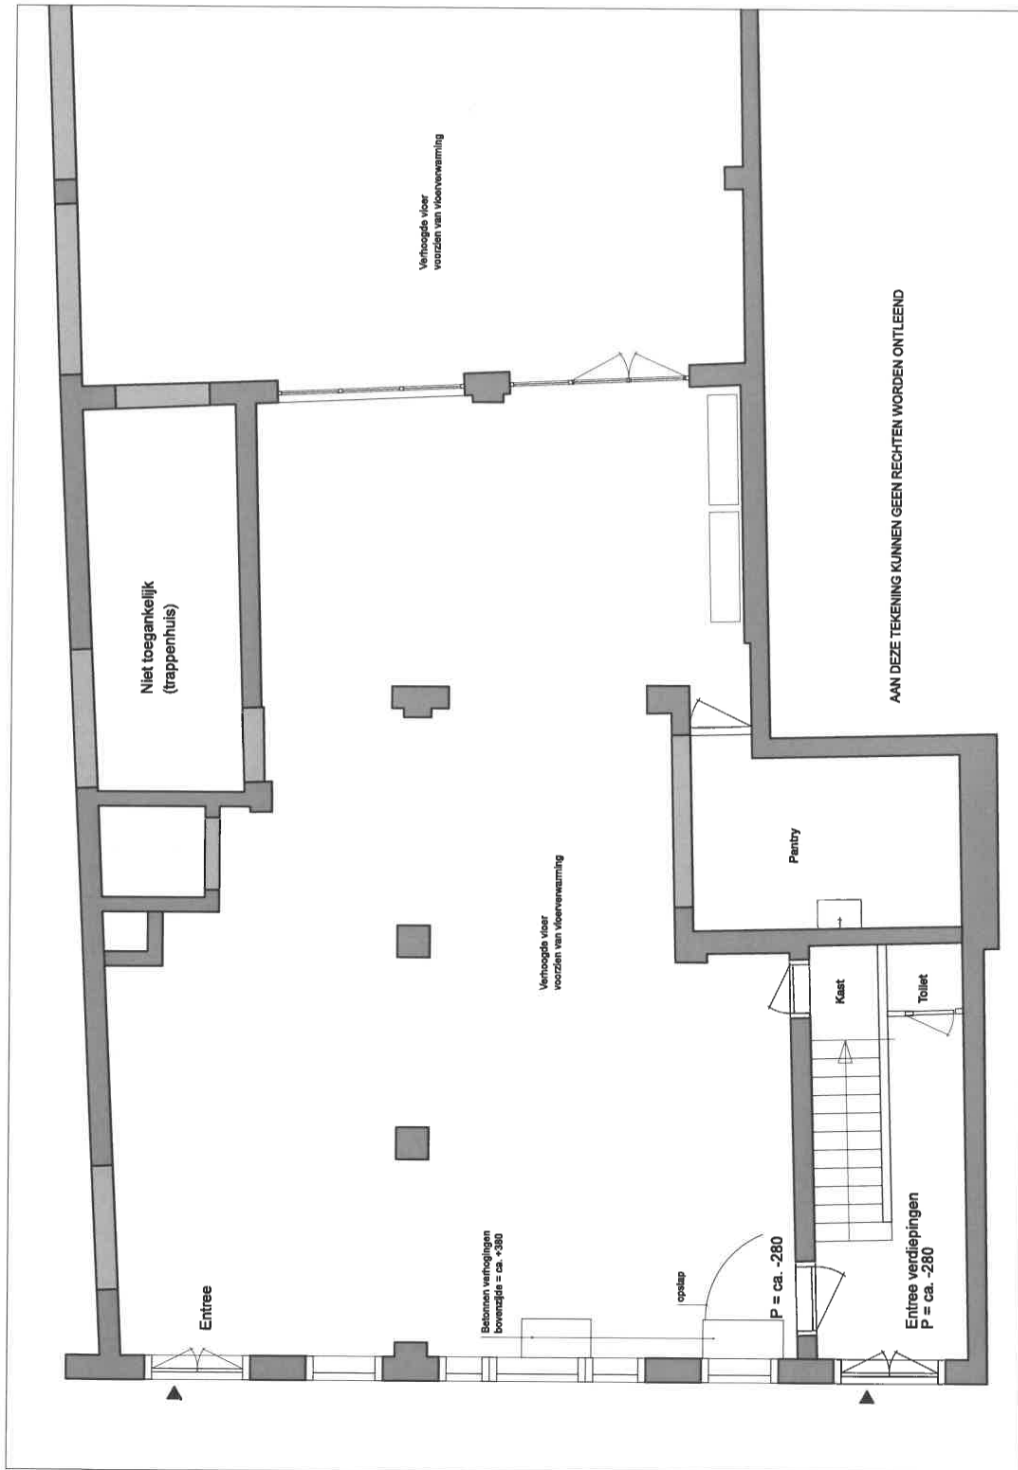 Verhoogde vloer
voorzien van vloerverwarming
Niet toegankelijk
(trappenhuis)
AAN DEZE TEKENING KUNNEN GEEN RECHTEN WORDEN ONTLEEND
Pantry
Verhoogde vloer
voorzien van vloerverwarming
Kast
Toilet
Entree
Betonnen verhogingen
bovenzijde = ca. +380
opstap
P = ca. -280
Entree verdiepingen
P = ca. -280